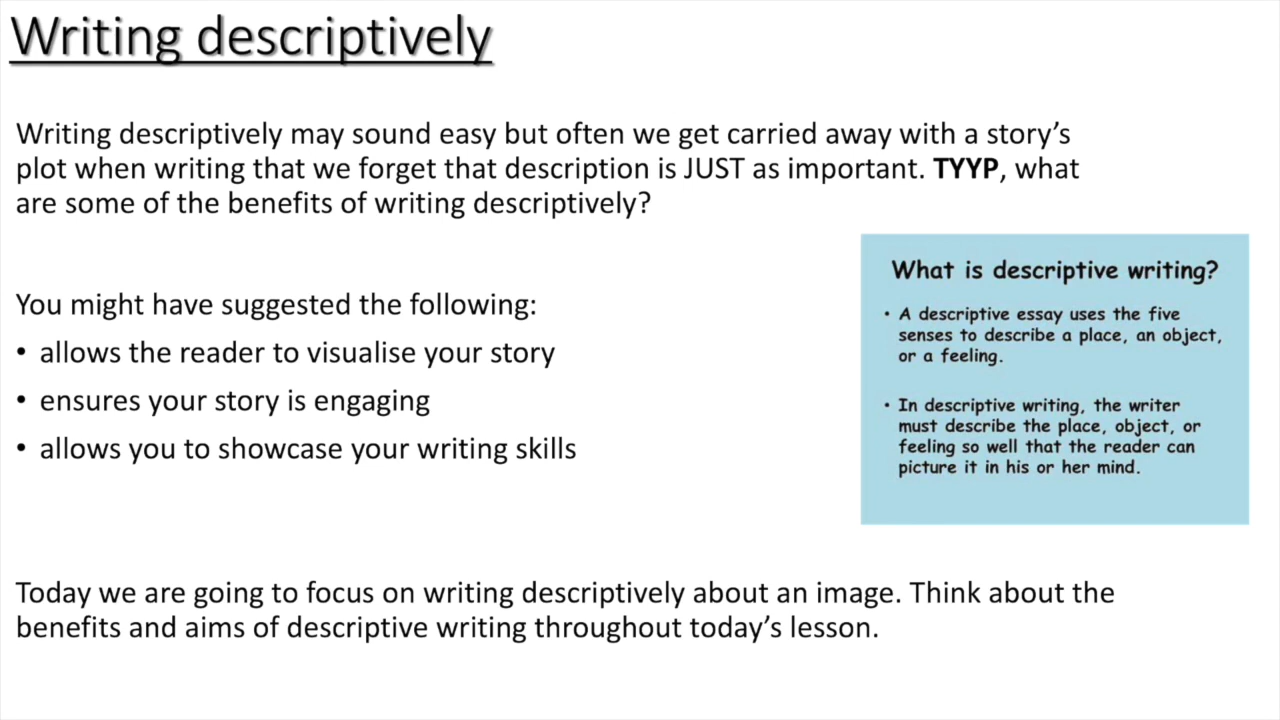 Writing descriptively
Writing descriptively may sound easy but often we get carried away with a story’s
plot when writing that we forget that description is JUST as important. TYYP, what
are some of the benefits of writing descriptively?
You might have suggested the following:
• allows the reader to visualise your story
• ensures your story is engaging
• allows you to showcase your writing skills
What is descriptive writing?
• A descriptive essay uses the five
senses to describe a place, an object,
or a feeling.
• In descriptive writing, the writer
must describe the place, object, or
feeling so well that the reader can
picture it in his or her mind.
Today we are going to focus on writing descriptively about an image. Think about the
benefits and aims of descriptive writing throughout today’s lesson.